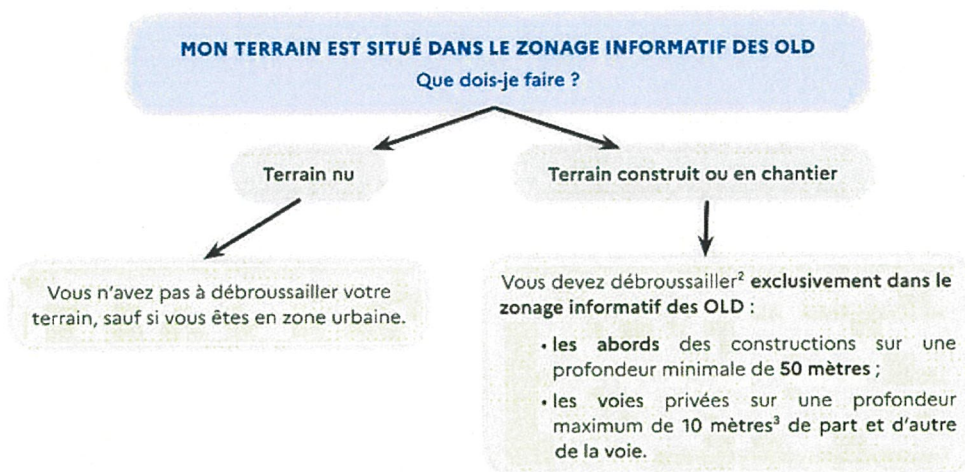 MON TERRAIN EST SITUÉ DANS LE ZONAGE INFORMATIF DES OLD
Que dois-je faire ?
Terrain nu
Terrain construit ou en chantier
Vous n'avez pas à débroussailler votre
terrain, sauf si vous êtes en zone urbaine.
Vous devez débroussailler² exclusivement dans le
zonage informatif des OLD :
• les abords des constructions sur une
profondeur minimale de 50 mètres ;
• les voies privées sur une profondeur
maximum de 10 mètres³ de part et d'autre
de la voie.